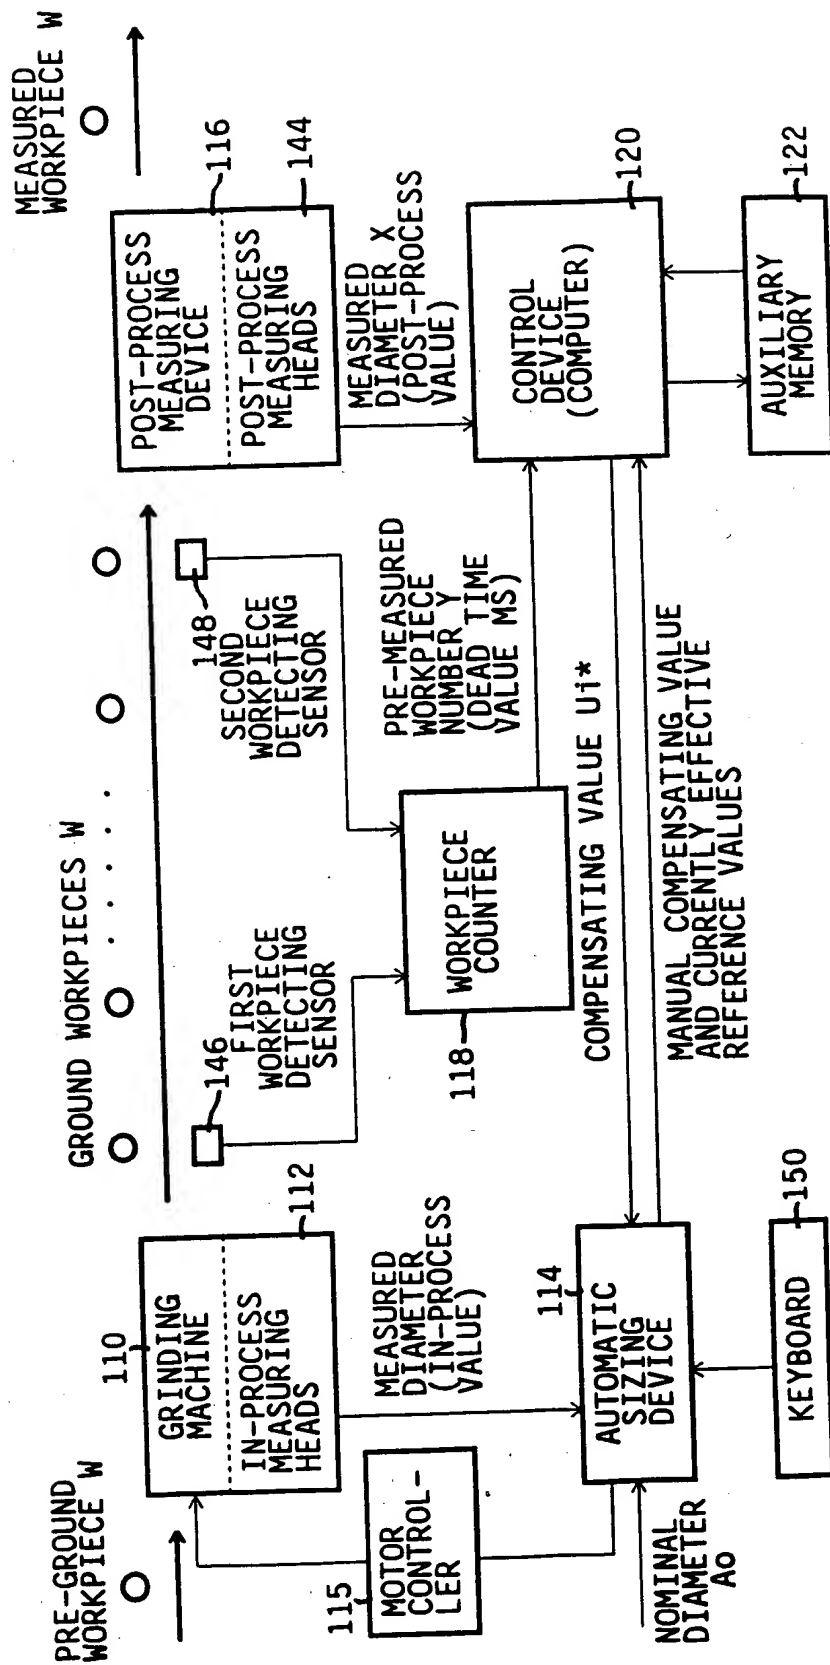 PRE-GROUND
WORKPIECE W
GROUND WORKPIECES W
MEASURED
WORKPIECE W
110
GRINDING
MACHINE
IN-PROCESS
MEASURING
HEADS
112
146
FIRST
WORKPIECE
DETECTING
SENSOR
148
SECOND
WORKPIECE
DETECTING
SENSOR
POST-PROCESS
MEASURING
DEVICE
116
POST-PROCESS
MEASURING
HEADS
144
115
MOTOR
CONTROL-
LER
MEASURED
DIAMETER
(IN-PROCESS
VALUE)
118
WORKPIECE
COUNTER
PRE-MEASURED
WORKPIECE
NUMBER Y
(DEAD TIME
VALUE MS)
MEASURED
DIAMETER X
(POST-PROCESS
VALUE)
114
AUTOMATIC
SIZING
DEVICE
COMPENSATING VALUE Ui*
MANUAL COMPENSATING VALUE
AND CURRENTLY EFFECTIVE
REFERENCE VALUES
CONTROL
DEVICE
(COMPUTER)
120
NOMINAL
DIAMETER
Ao
KEYBOARD
150
AUXILIARY
MEMORY
122